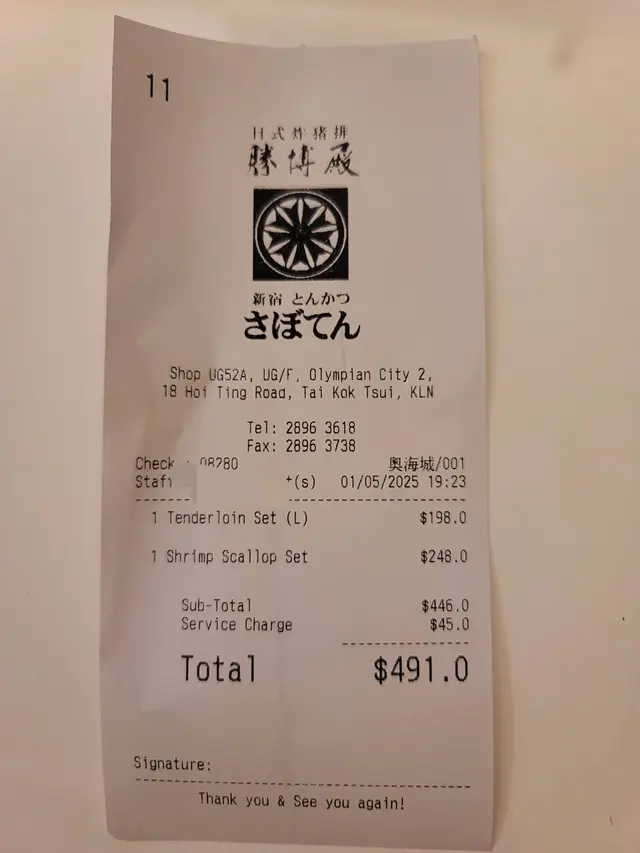 11
日式炸豬排
勝博殿
新宿 とんかつ
さぼてん
Shop UG52A, UG/F, Olympian City 2,
18 Hoi Ting Road, Tai Kok Tsui, KLN
Tel: 2896 3618
Fax: 2896 3738
Check : 98280 奧海城/001
(s) 01/05/2025 19:23
1 Tenderloin Set (L) $198.0
1 Shrimp Scallop Set $248.0
Sub-Total $446.0
Service Charge $45.0
Total $491.0
Signature:
Thank you & See you again!